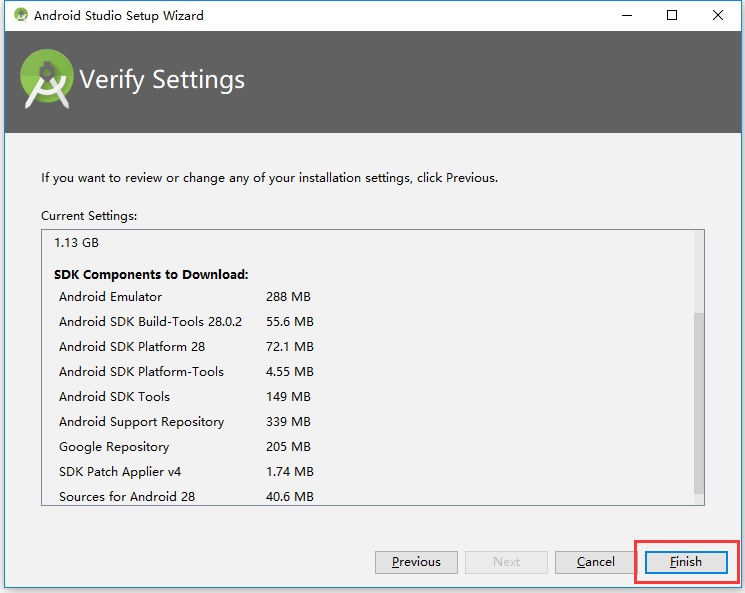 Android Studio Setup Wizard
Verify Settings
If you want to review or change any of your installation settings, click Previous.
Current Settings:
1.13 GB
SDK Components to Download:
Android Emulator 288 MB
Android SDK Build-Tools 28.0.2 55.6 MB
Android SDK Platform 28 72.1 MB
Android SDK Platform-Tools 4.55 MB
Android SDK Tools 149 MB
Android Support Repository 339 MB
Google Repository 205 MB
SDK Patch Applier v4 1.74 MB
Sources for Android 28 40.6 MB
Previous Next Cancel Finish